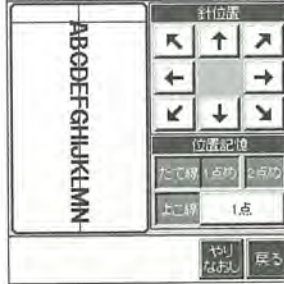 ABCDEFGHIJKLMN
針位置
位置記憶
たて線 1点め 2点め
よこ線 1点
やり
なおし
戻る